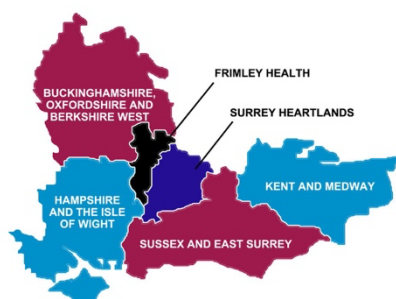 FRIMLEY HEALTH
BUCKINGHAMSHIRE,
OXFORDSHIRE AND
BERKSHIRE WEST
SURREY HEARTLANDS
KENT AND MEDWAY
HAMPSHIRE
AND THE ISLE
OF WIGHT
SUSSEX AND EAST SURREY